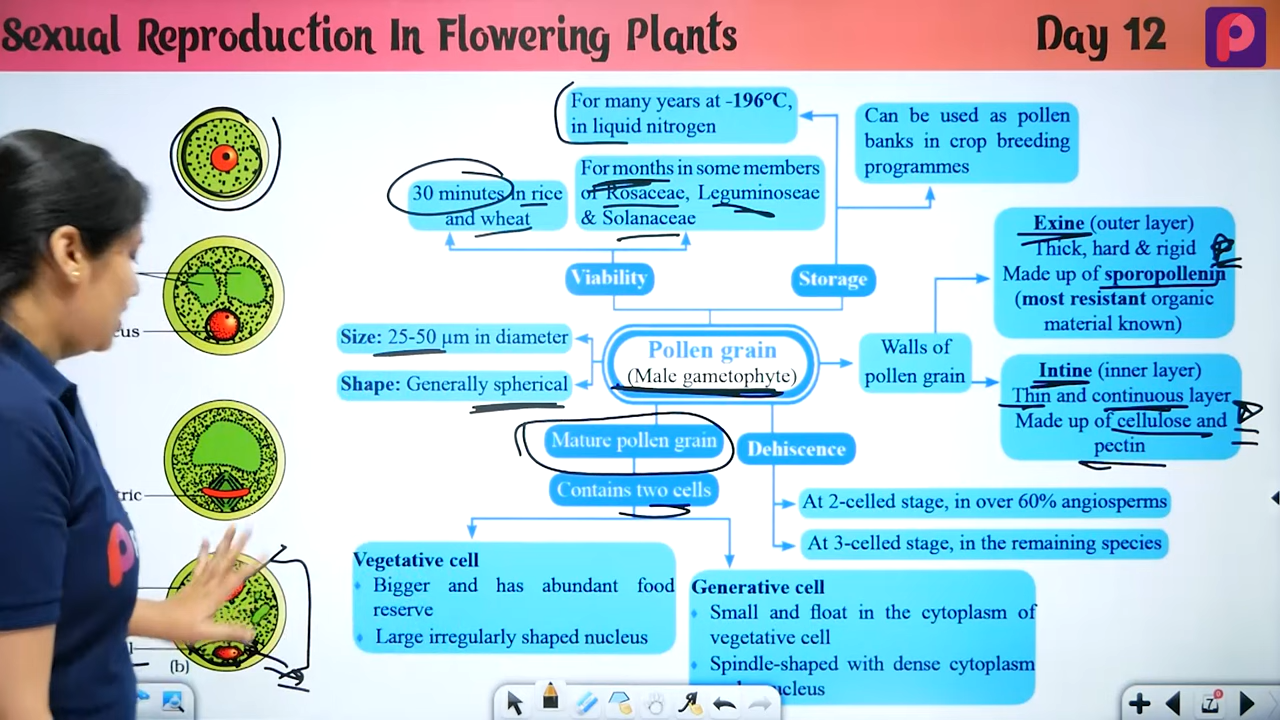 Sexual Reproduction In Flowering Plants
Day 12
For many years at -196°C,
in liquid nitrogen
Can be used as pollen
banks in crop breeding
programmes
30 minutes in rice
and wheat
For months in some members
of Rosaceae, Leguminoseae
& Solanaceae
Exine (outer layer)
Thick, hard & rigid
Made up of sporopollenin
(most resistant organic
material known)
Viability
Storage
Size: 25-50 μm in diameter
Shape: Generally spherical
Pollen grain
(Male gametophyte)
Walls of
pollen grain
Intine (inner layer)
Thin and continuous layer
Made up of cellulose and
pectin
Mature pollen grain
Contains two cells
Dehiscence
At 2-celled stage, in over 60% angiosperms
At 3-celled stage, in the remaining species
Vegetative cell
Bigger and has abundant food
reserve
Large irregularly shaped nucleus
Generative cell
Small and float in the cytoplasm of
vegetative cell
Spindle-shaped with dense cytoplasm
(b)